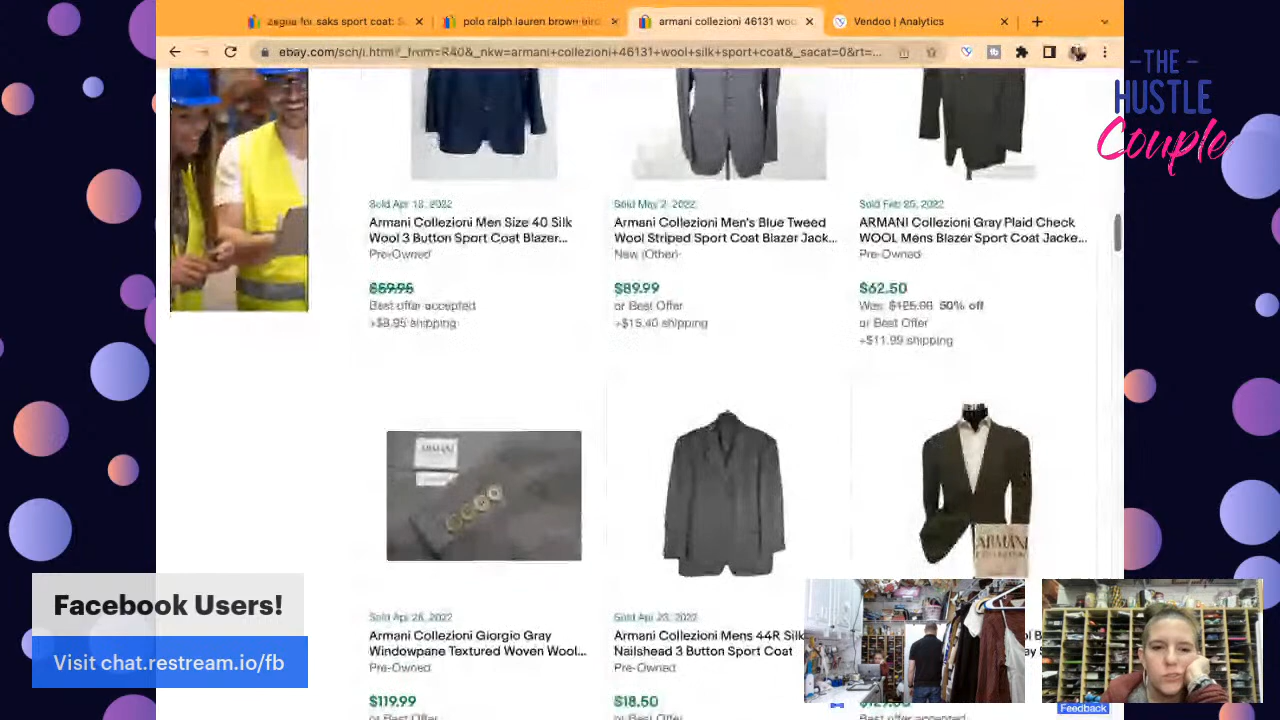 zegna for saks sport coat: S
polo ralph lauren brown bird
armani collezioni 46131 woo
Vendoo | Analytics
ebay.com/sch/i.html?_from=R40&_nkw=armani+collezioni+46131+wool+silk+sport+coat&_sacat=0&rt=...
THE
HUSTLE
Couple
Sold Apr 18, 2022
Armani Collezioni Men Size 40 Silk
Wool 3 Button Sport Coat Blazer...
Pre-Owned
$59.95
Best offer accepted
+$8.95 shipping
Sold May 2, 2022
Armani Collezioni Men's Blue Tweed
Wool Striped Sport Coat Blazer Jack...
New (Other)
$89.99
or Best Offer
+$15.40 shipping
Sold Feb 25, 2022
ARMANI Collezioni Gray Plaid Check
WOOL Mens Blazer Sport Coat Jacke...
Pre-Owned
$62.50
Was: $125.00 50% off
or Best Offer
+$11.99 shipping
ARMANI
ARMANI
Sold Apr 26, 2022
Armani Collezioni Giorgio Gray
Windowpane Textured Woven Wool...
Pre-Owned
$119.99
or Best Offer
Sold Apr 23, 2022
Armani Collezioni Mens 44R Silk
Nailshead 3 Button Sport Coat
Pre-Owned
$18.50
or Best Offer
Best offer accepted
Feedback
Facebook Users!
Visit chat.restream.io/fb